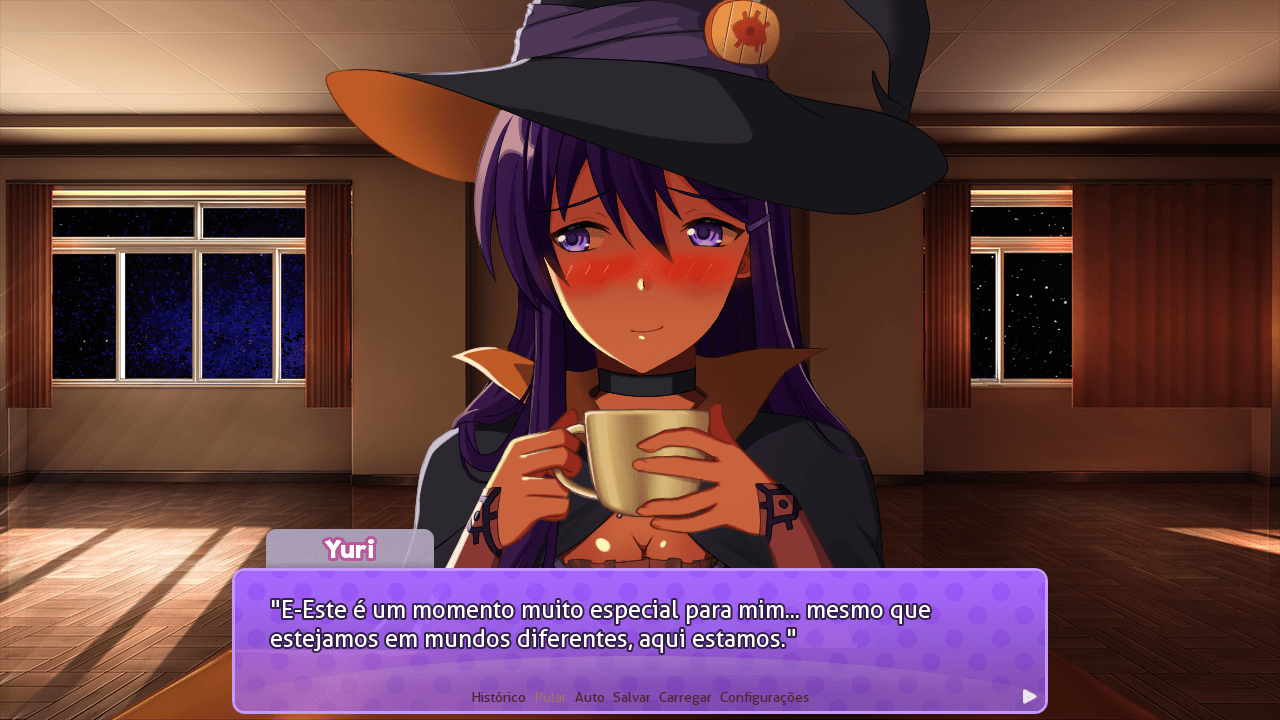 Yuri
"E-Este é um momento muito especial para mim... mesmo que
estejamos em mundos diferentes, aqui estamos."
Histórico Pular Auto Salvar Carregar Configurações